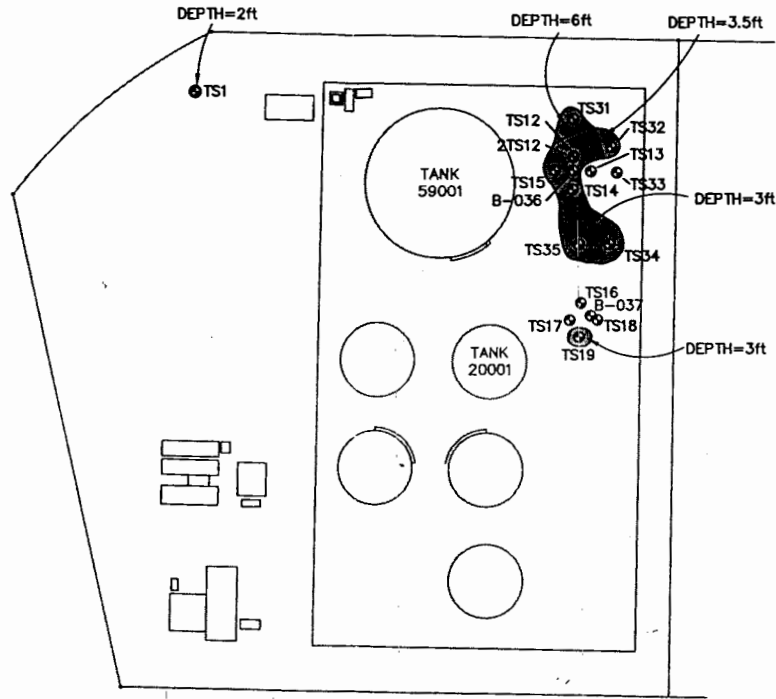 DEPTH=2ft
DEPTH=6ft
DEPTH=3.5ft
TS1
TS31
TS12
TS32
2TS12
TS13
TANK
59001
TS15
TS14
TS33
B-036
DEPTH=3ft
TS35
TS34
TS16
B-037
TS17
TS18
TS19
DEPTH=3ft
TANK
20001